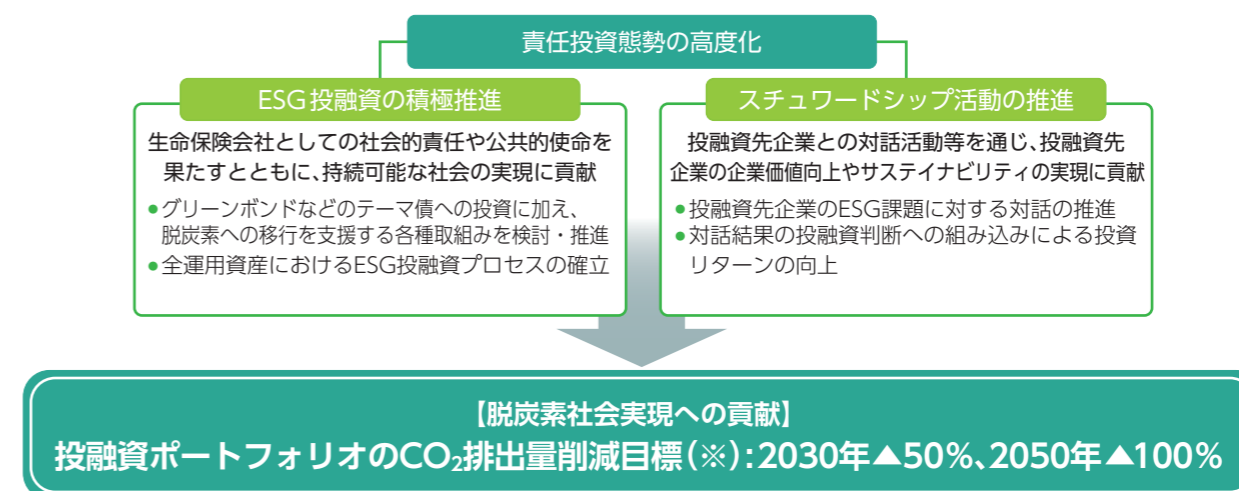 責任投資態勢の高度化
ESG投融資の積極推進
生命保険会社としての社会的責任や公共的使命を
果たすとともに、持続可能な社会の実現に貢献
●グリーンボンドなどのテーマ債への投資に加え、
脱炭素への移行を支援する各種取組みを検討・推進
●全運用資産におけるESG投融資プロセスの確立
スチュワードシップ活動の推進
投融資先企業との対話活動等を通じ、投融資先
企業の企業価値向上やサステイナビリティの実現に貢献
●投融資先企業のESG課題に対する対話の推進
●対話結果の投融資判断への組み込みによる投資
リターンの向上
【脱炭素社会実現への貢献】
投融資ポートフォリオのCO₂排出量削減目標(※):2030年▲50%、2050年▲100%